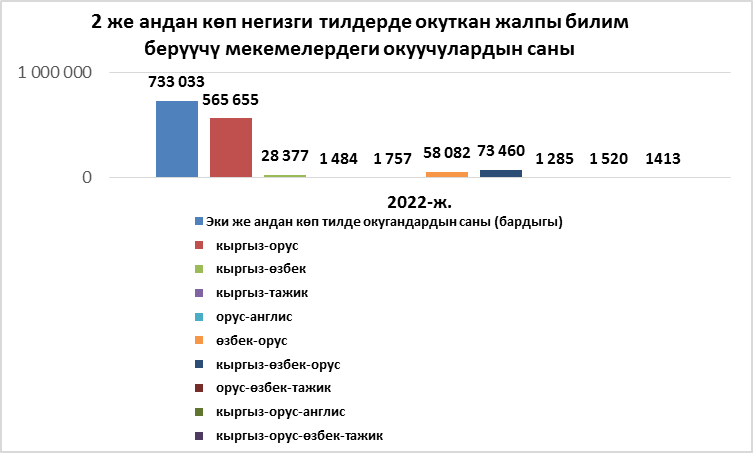 2 же андан көп негизги тилдерде окуткан жалпы билим
берүүчү мекемелердеги окуучулардын саны
1 000 000
733 033
565 655
28 377
1 484
1 757
58 082
73 460
1 285
1 520
1413
0
2022-ж.
Эки же андан көп тилде окугандардын саны (бардыгы)
кыргыз-орус
кыргыз-өзбек
кыргыз-тажик
орус-англис
өзбек-орус
кыргыз-өзбек-орус
орус-өзбек-тажик
кыргыз-орус-англис
кыргыз-орус-өзбек-тажик